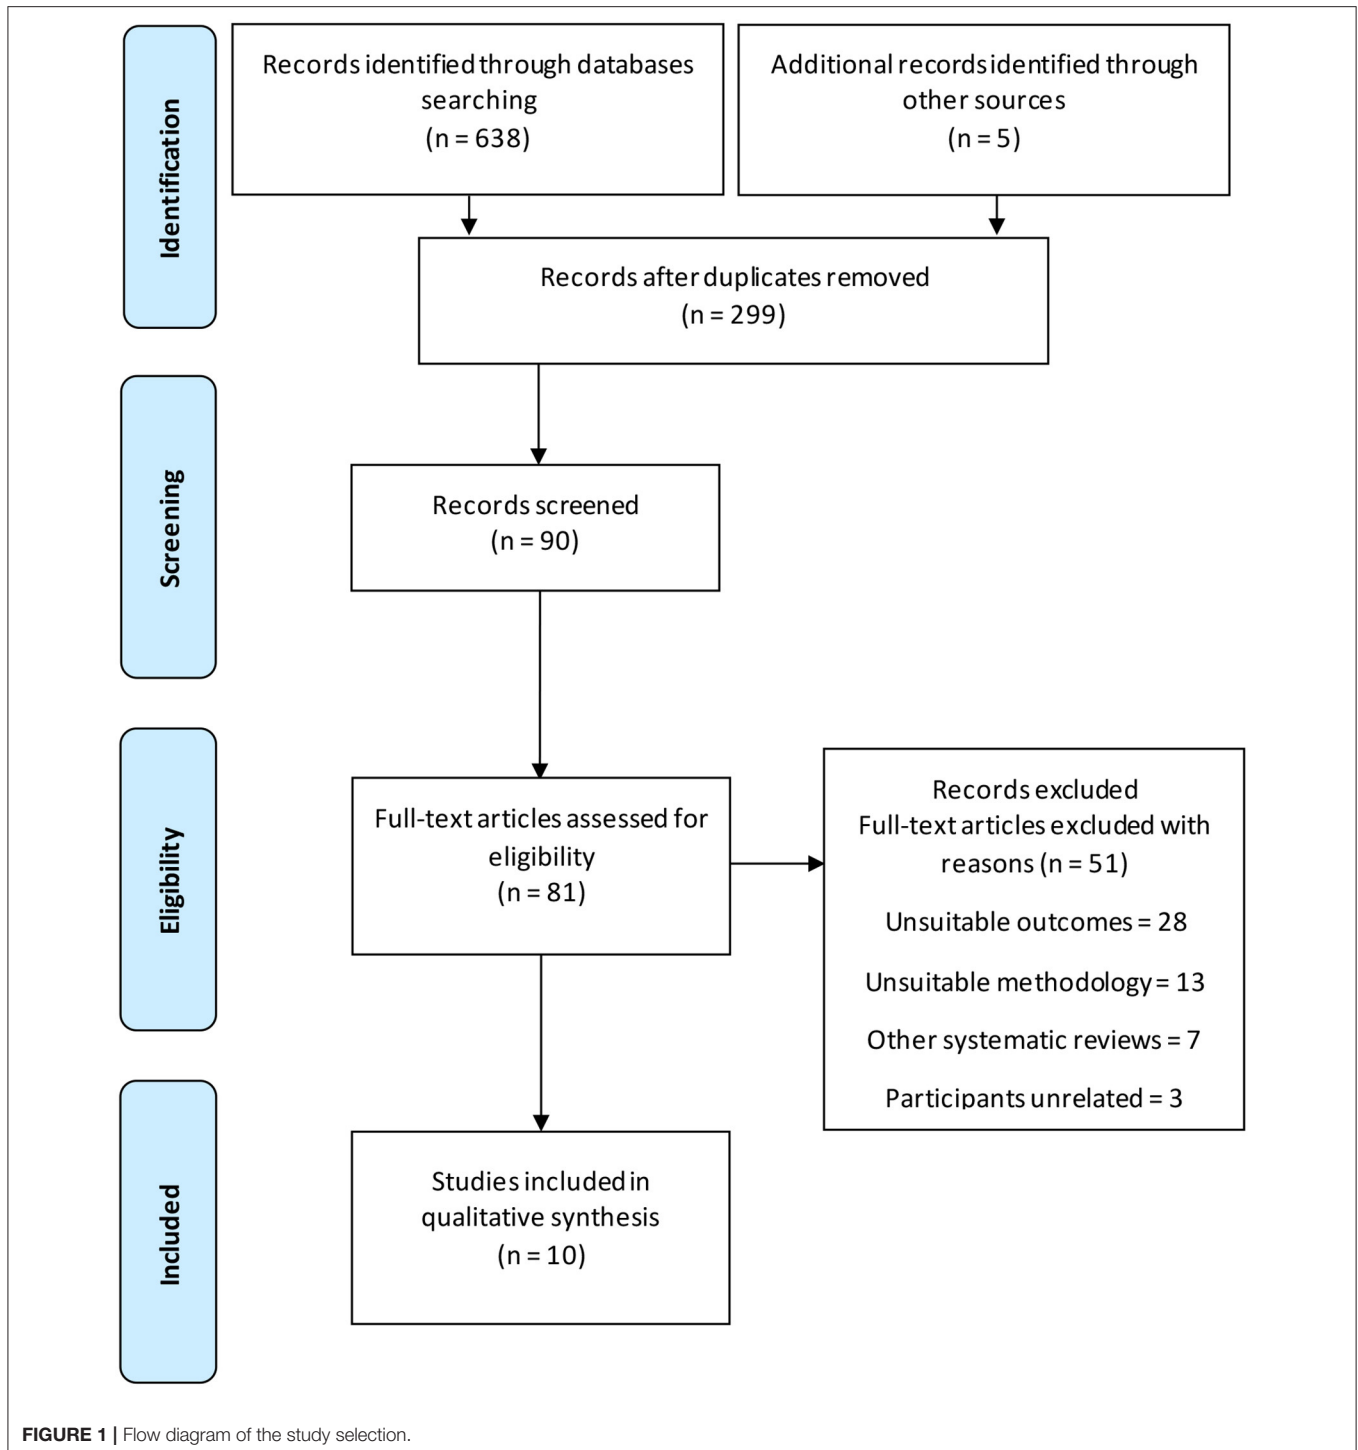 Identification
Records identified through databases
searching
(n = 638)
Additional records identified through
other sources
(n = 5)
Records after duplicates removed
(n = 299)
Screening
Records screened
(n = 90)
Eligibility
Full-text articles assessed for
eligibility
(n = 81)
Records excluded
Full-text articles excluded with
reasons (n = 51)
Unsuitable outcomes = 28
Unsuitable methodology = 13
Other systematic reviews = 7
Participants unrelated = 3
Included
Studies included in
qualitative synthesis
(n = 10)
FIGURE 1 | Flow diagram of the study selection.